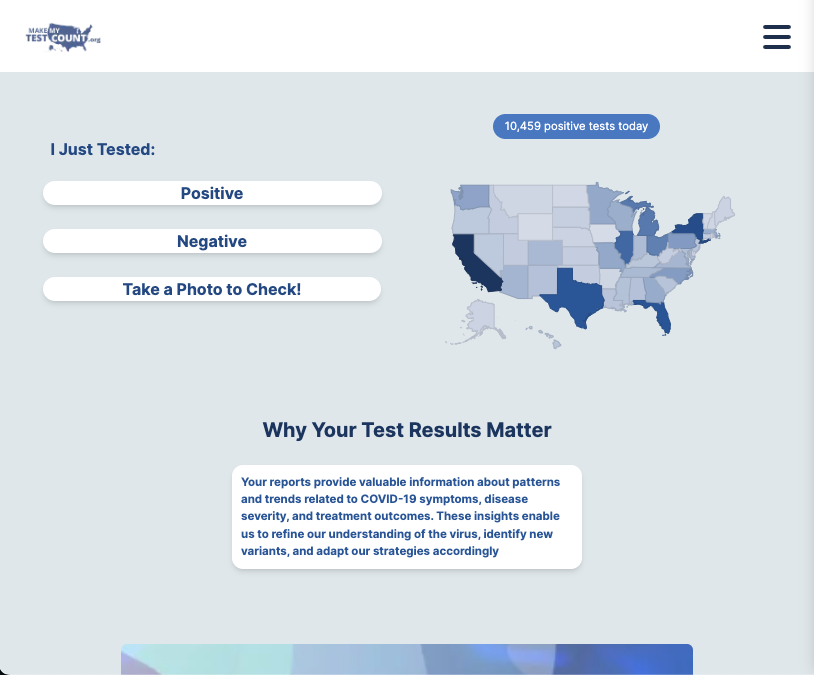 MAKE MY
TEST COUNT.org
10,459 positive tests today
I Just Tested:
Positive
Negative
Take a Photo to Check!
Why Your Test Results Matter
Your reports provide valuable information about patterns
and trends related to COVID-19 symptoms, disease
severity, and treatment outcomes. These insights enable
us to refine our understanding of the virus, identify new
variants, and adapt our strategies accordingly